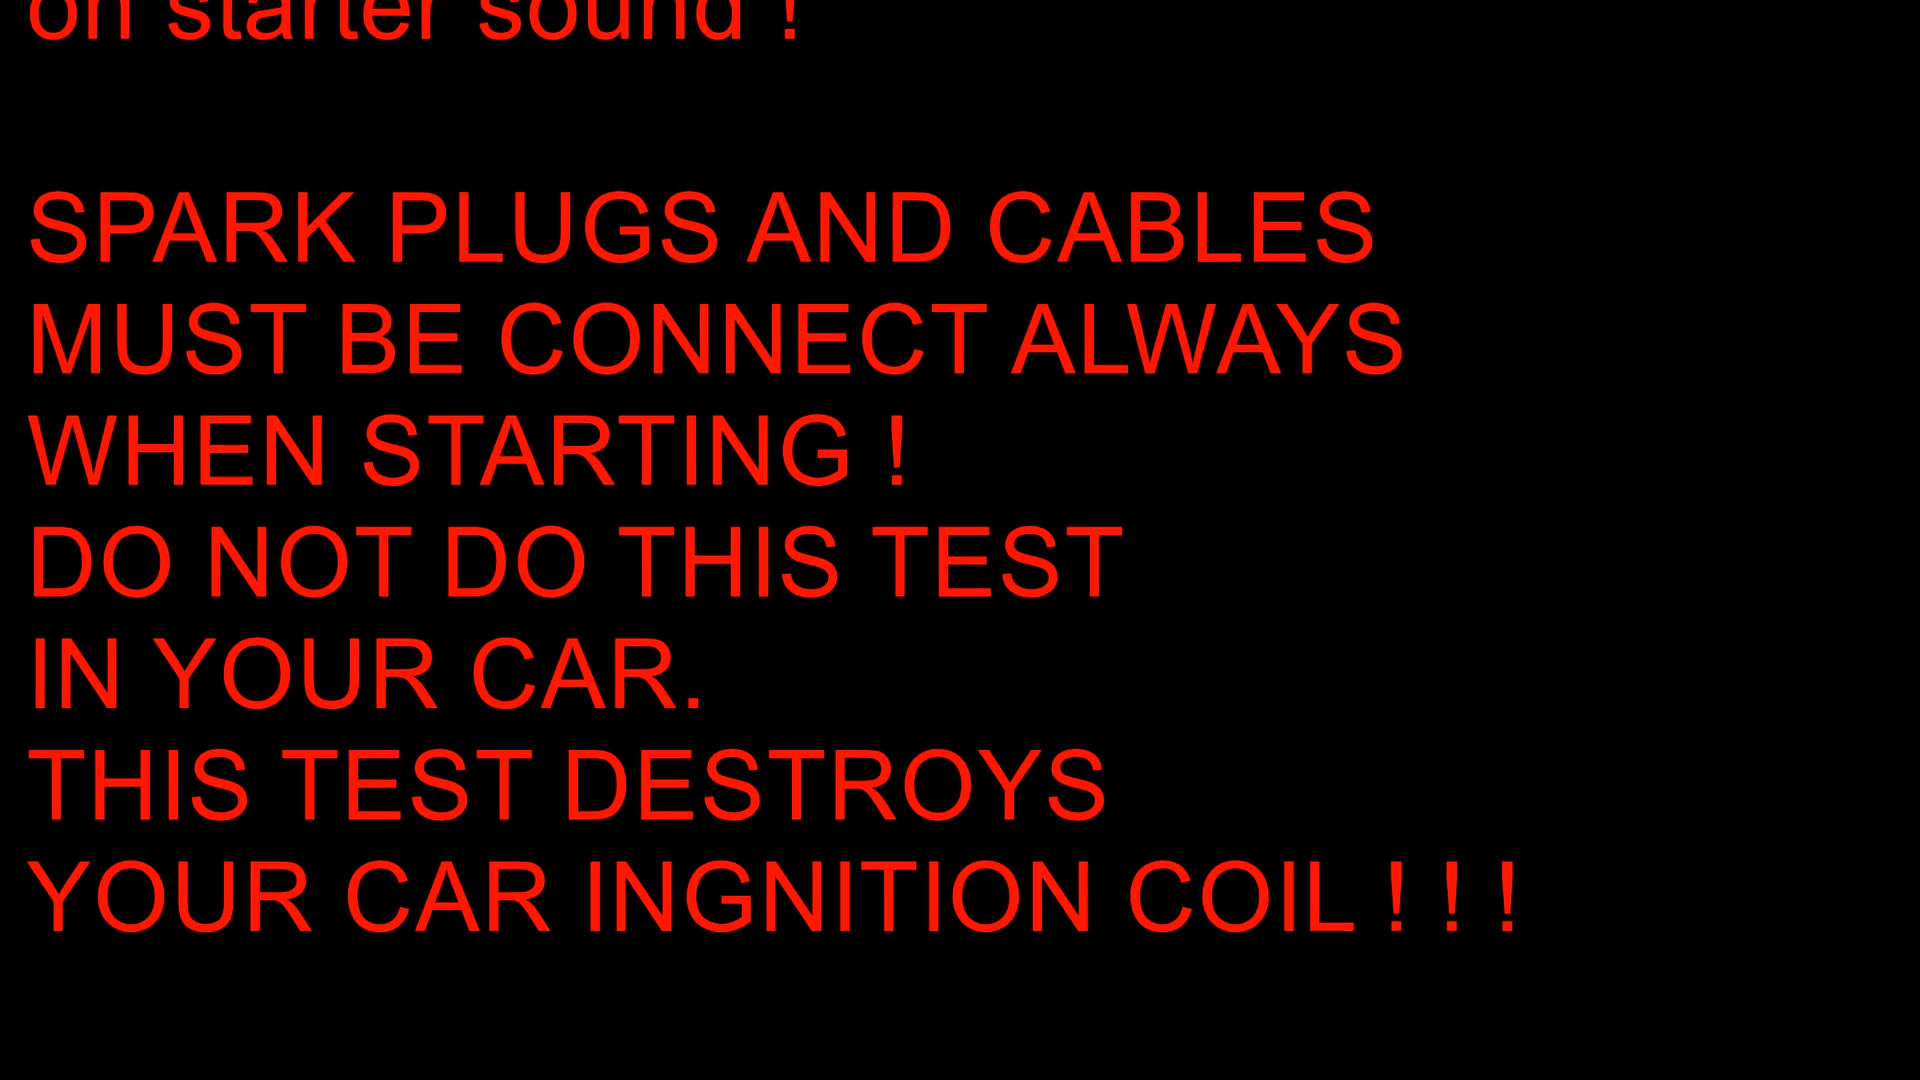 on starter sound !
SPARK PLUGS AND CABLES
MUST BE CONNECT ALWAYS
WHEN STARTING !
DO NOT DO THIS TEST
IN YOUR CAR.
THIS TEST DESTROYS
YOUR CAR INGNITION COIL ! ! !